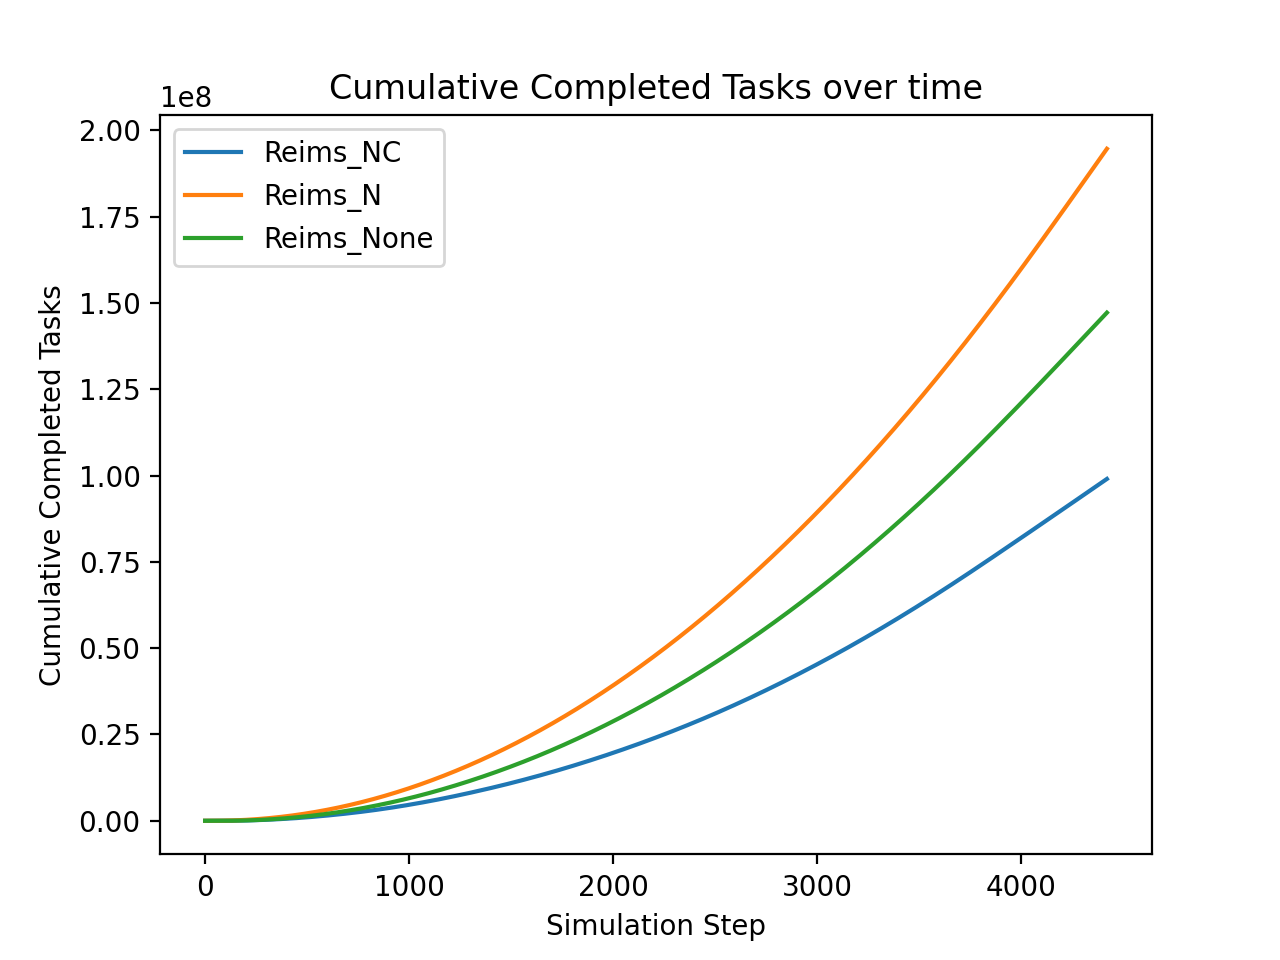 Cumulative Completed Tasks over time
1e8
2.00
1.75
1.50
1.25
1.00
0.75
0.50
0.25
0.00
Cumulative Completed Tasks
Reims_NC
Reims_N
Reims_None
0 1000 2000 3000 4000
Simulation Step